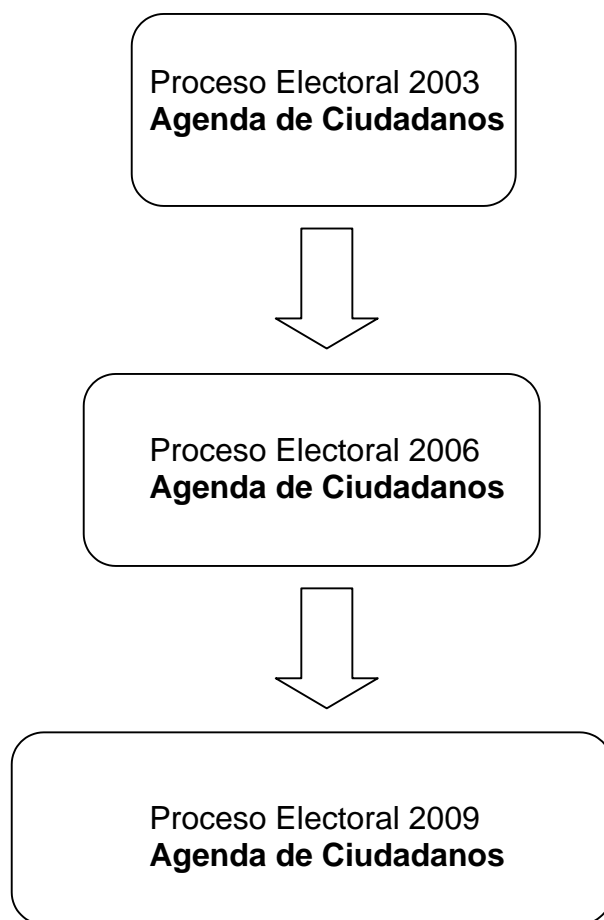 Proceso Electoral 2003
Agenda de Ciudadanos
Proceso Electoral 2006
Agenda de Ciudadanos
Proceso Electoral 2009
Agenda de Ciudadanos